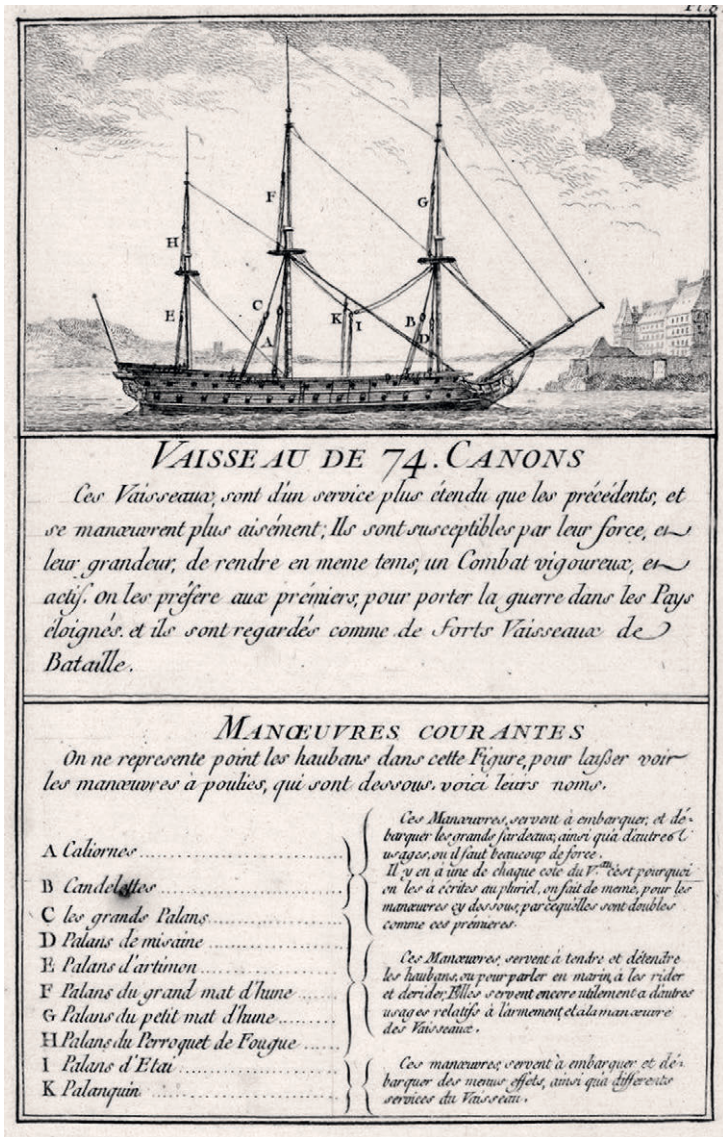 Pl. 8
F
G
H
C
E
K
I
B
A
D
VAISSEAU DE 74. CANONS
Ces Vaisseaux, sont d'un service plus étendu que les précédents, et
se manœuvrent plus aisément; Ils sont susceptibles par leur force, et
leur grandeur, de rendre en meme tems, un Combat vigoureux, et
actif. on les préfere aux prémiers, pour porter la guerre dans les Pays
éloignés. et ils sont regardés comme de forts Vaisseaux de
Bataille.
MANŒUVRES COURANTES
On ne represente point les haubans dans cette Figure, pour laisser voir
les manœuvres à poulies, qui sont dessous. voici leurs noms.
A Caliornes
B Candelettes
C les grands Palans
D Palans de misaine
E Palans d'artimon
F Palans du grand mat d'hune
G Palans du petit mat d'hune
H Palans du Perroquet de Fougue
I Palans d'Etai
K Palanquin
Ces Manœuvres, servent à embarquer, et dé-
barquer les grands fardeaux, ainsi qu'à d'autres
usages, ou il faut beaucoup de force.
Il y en à une de chaque coté du V.au c'est pourquoi
on les à écrites au pluriel, on fait de meme, pour les
manœuvres cy dessous, parcequ'elles sont doubles
comme ces prémieres.
Ces Manœuvres, servent à tendre et détendre
les haubans, ou pour parler en marin, à les rider
et derider, Elles servent encore utilement a d'autres
usages relatifs à l'armement, et a la manœuvre
des Vaisseaux.
Ces manœuvres, servent à embarquer et dé-
barquer des menus effets, ainsi qu'a differents
services du Vaisseau.